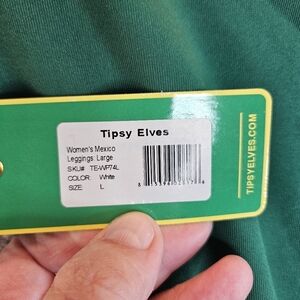 Tipsy Elves
Women's Mexico
Leggings: Large
SKU#: TE-WP74L
COLOR: White
SIZE: L
TIPSYELVES.COM